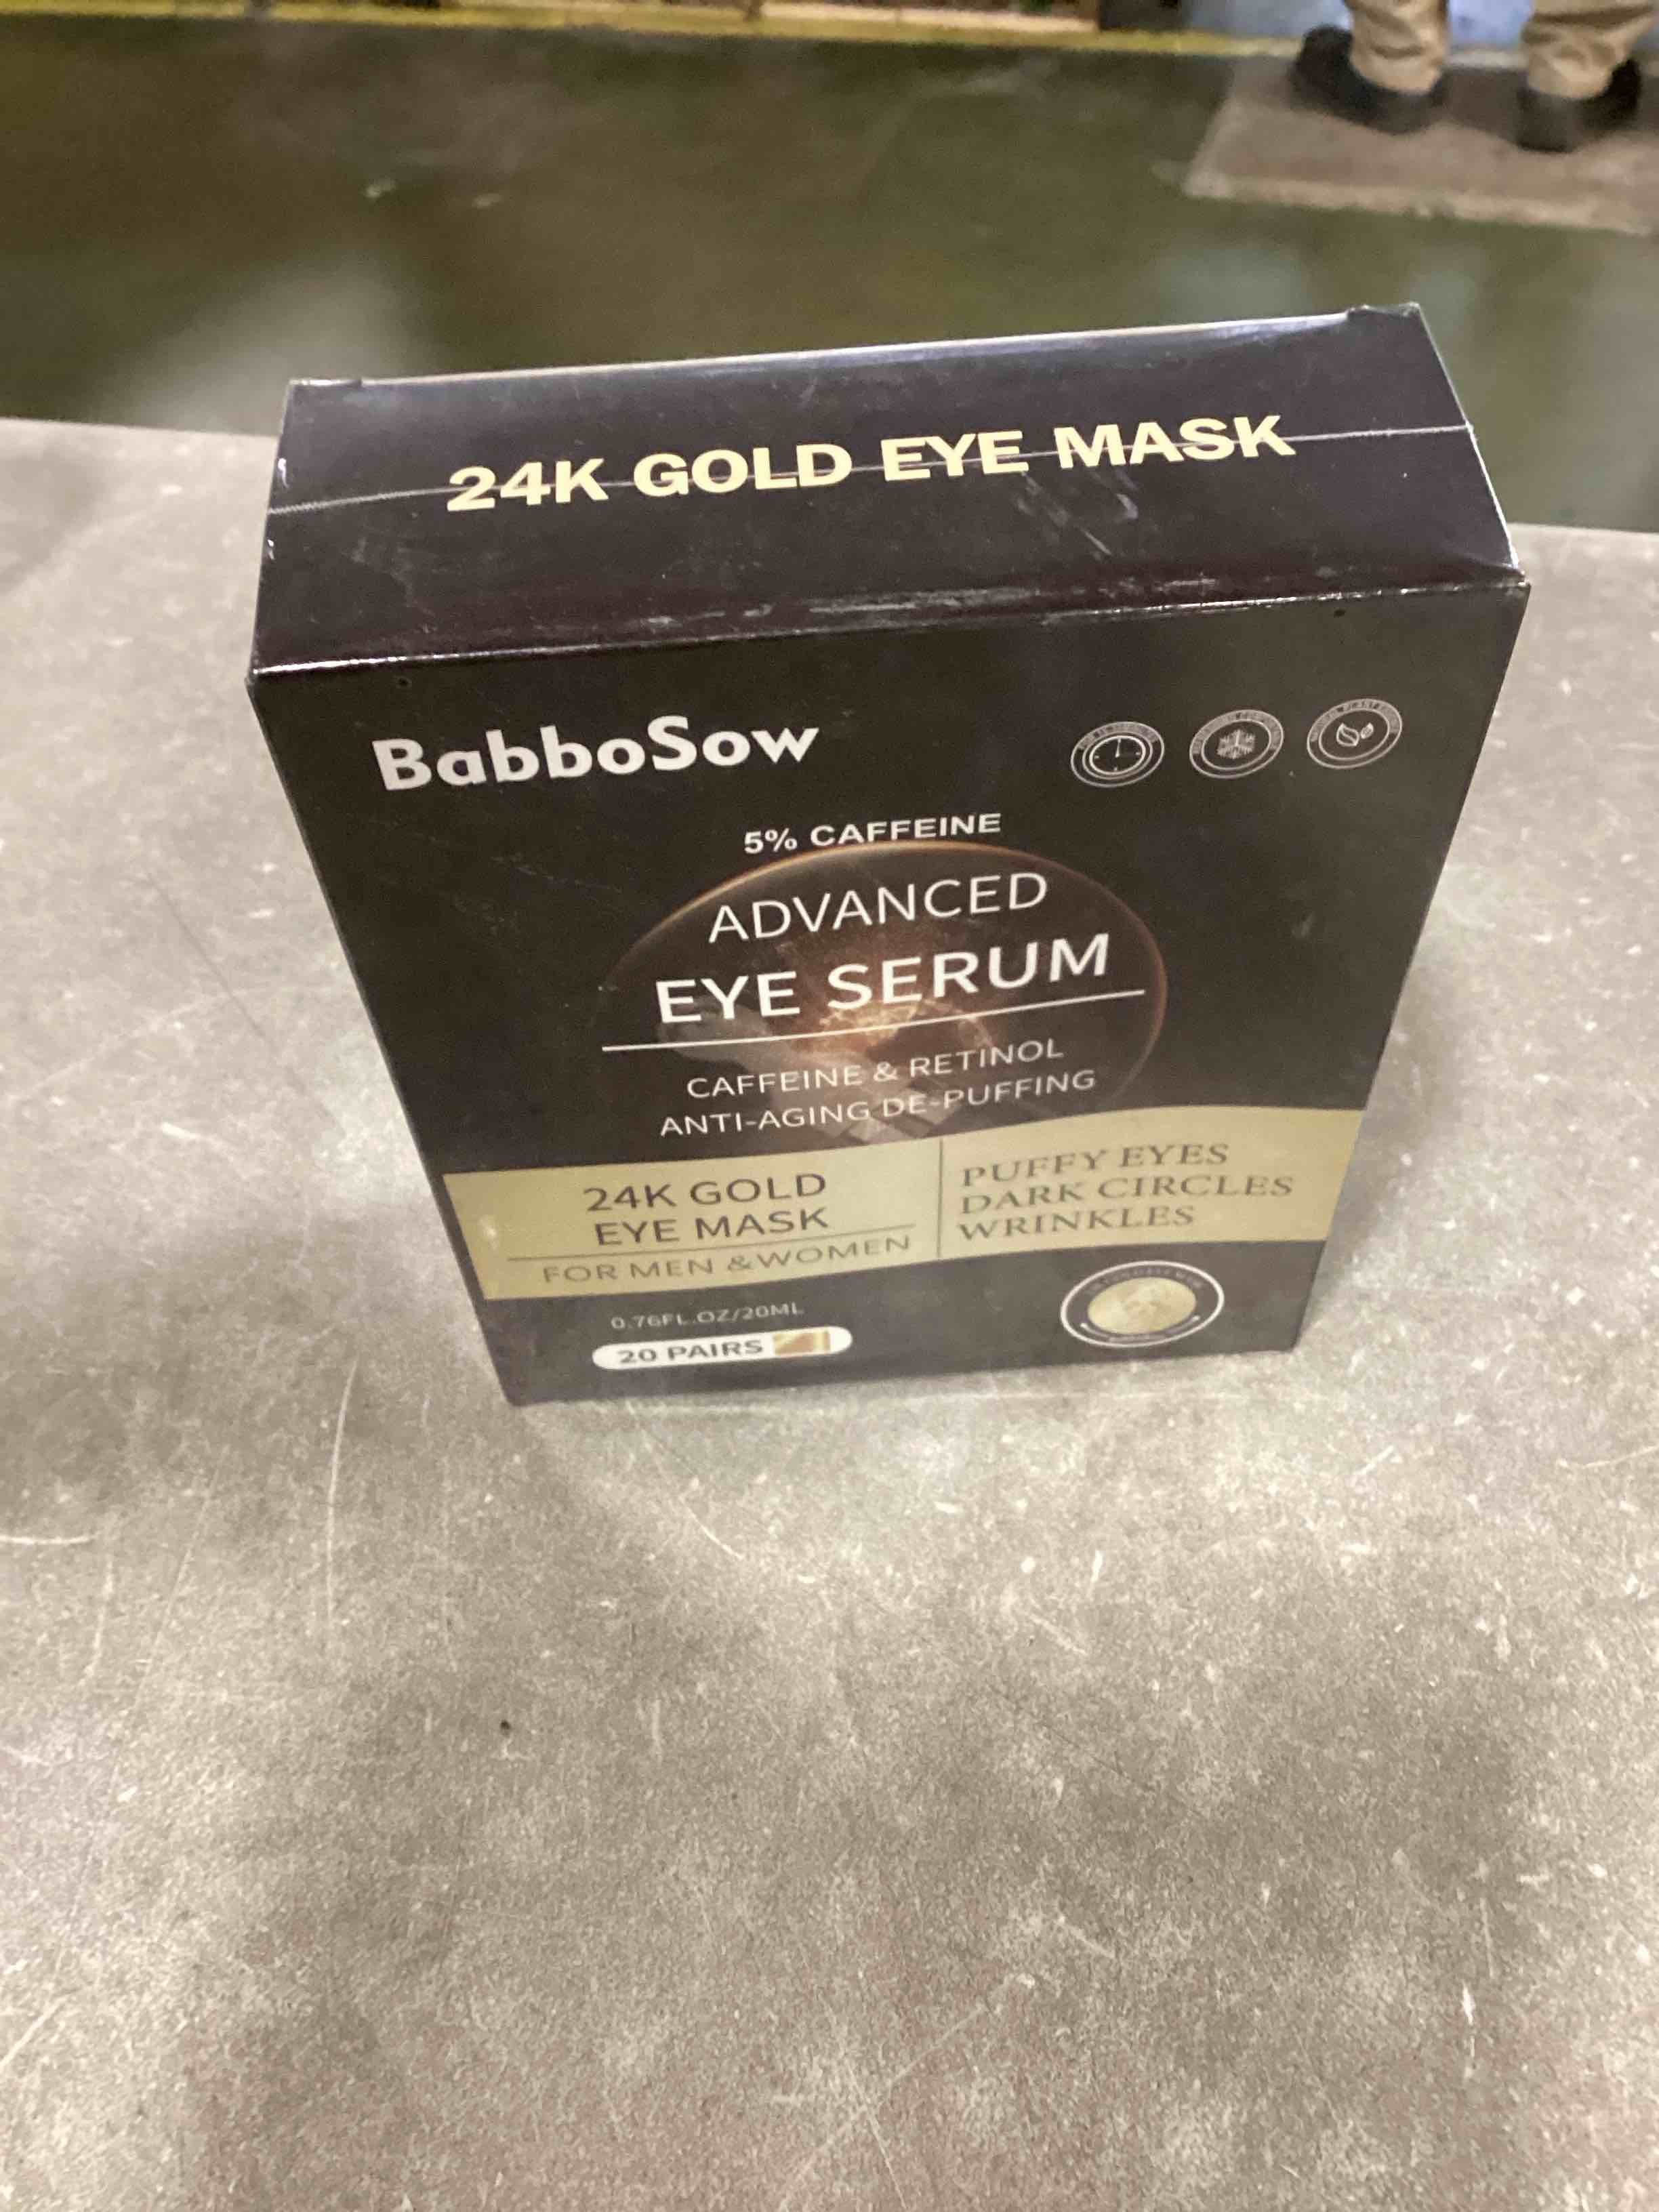 24K GOLD EYE MASK
BabboSow
5% CAFFEINE
ADVANCED
EYE SERUM
CAFFEINE & RETINOL
ANTI-AGING DE-PUFFING
24K GOLD
EYE MASK
FOR MEN &WOMEN
PUFFY EYES
DARK CIRCLES
WRINKLES
0.76FL.OZ/20ML
20 PAIRS